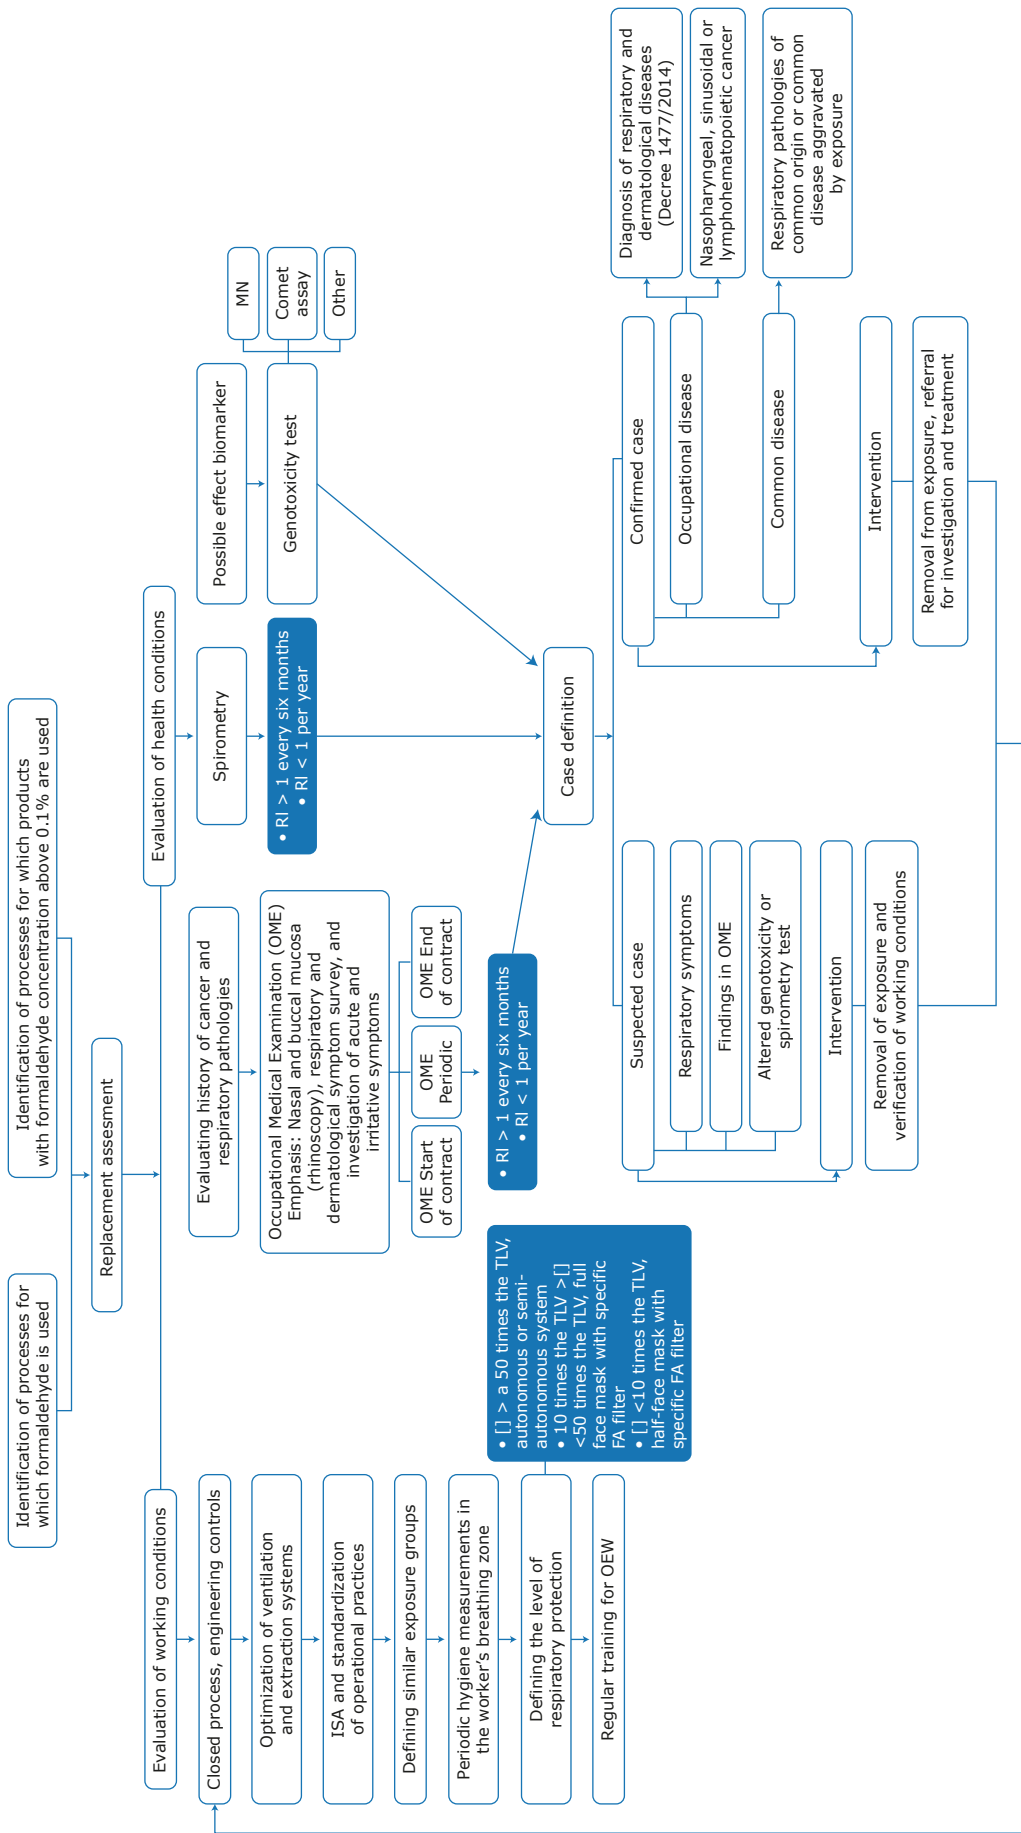 Identification of processes for
which formaldehyde is used
Identification of processes for which products
with formaldehyde concentration above 0.1% are used
Replacement assesment
Evaluation of working conditions
Closed process, engineering controls
Optimization of ventilation
and extraction systems
ISA and standardization
of operational practices
Defining similar exposure groups
Periodic hygiene measurements in
the worker's breathing zone
Defining the level of
respiratory protection
Regular training for OEW
• [] > a 50 times the TLV,
autonomous or semi-
autonomous system
• 10 times the TLV >[]
<50 times the TLV, full
face mask with specific
FA filter
• [] <10 times the TLV,
half-face mask with
specific FA filter
Evaluation of health conditions
Evaluating history of cancer and
respiratory pathologies
Occupational Medical Examination (OME)
Emphasis: Nasal and buccal mucosa
(rhinoscopy), respiratory and
dermatological symptom survey, and
investigation of acute and
irritative symptoms
OME Start
of contract
OME
Periodic
OME End
of contract
• Rl > 1 every six months
• Rl < 1 per year
Spirometry
• Rl > 1 every six months
• Rl < 1 per year
Possible effect biomarker
Genotoxicity test
MN
Comet
assay
Other
Case definition
Suspected case
Respiratory symptoms
Findings in OME
Altered genotoxicity or
spirometry test
Intervention
Removal of exposure and
verification of working conditions
Confirmed case
Occupational disease
Diagnosis of respiratory and
dermatological diseases
(Decree 1477/2014)
Nasopharyngeal, sinusoidal or
lymphohematopoietic cancer
Common disease
Respiratory pathologies of
common origin or common
disease aggravated
by exposure
Intervention
Removal from exposure, referral
for investigation and treatment